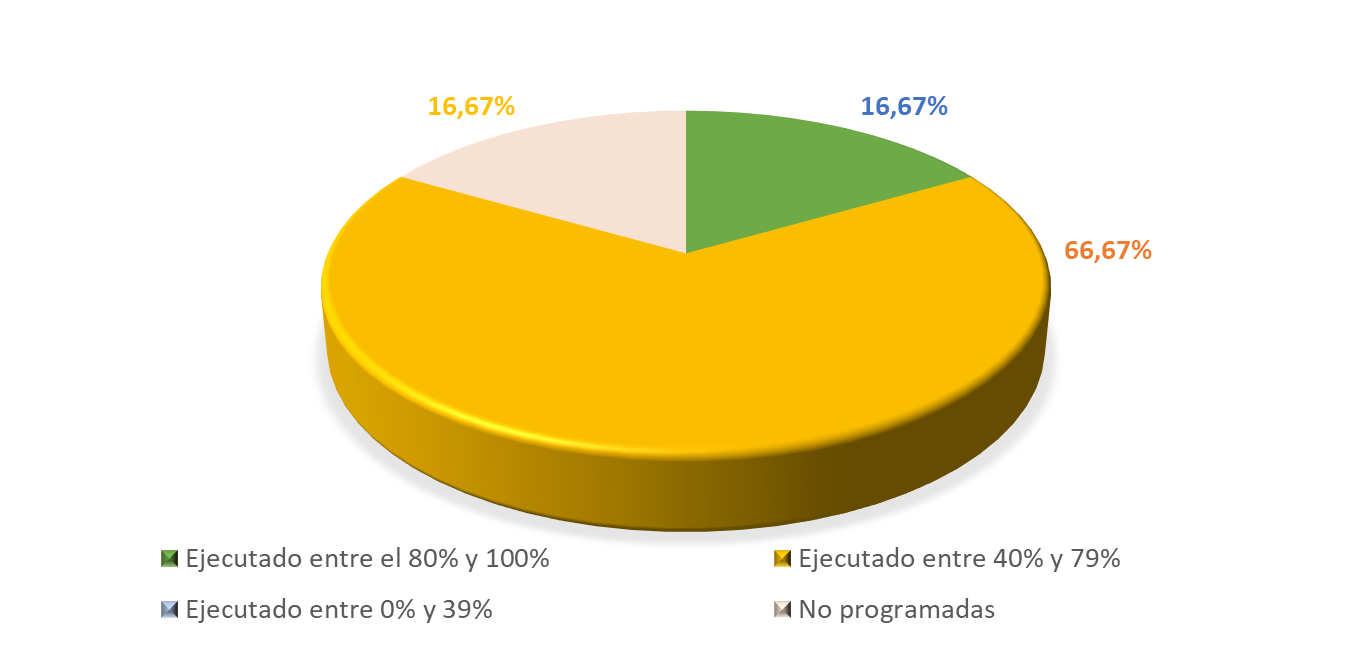 16,67%
16,67%
66,67%
Ejecutado entre el 80% y 100%
Ejecutado entre 40% y 79%
Ejecutado entre 0% y 39%
No programadas